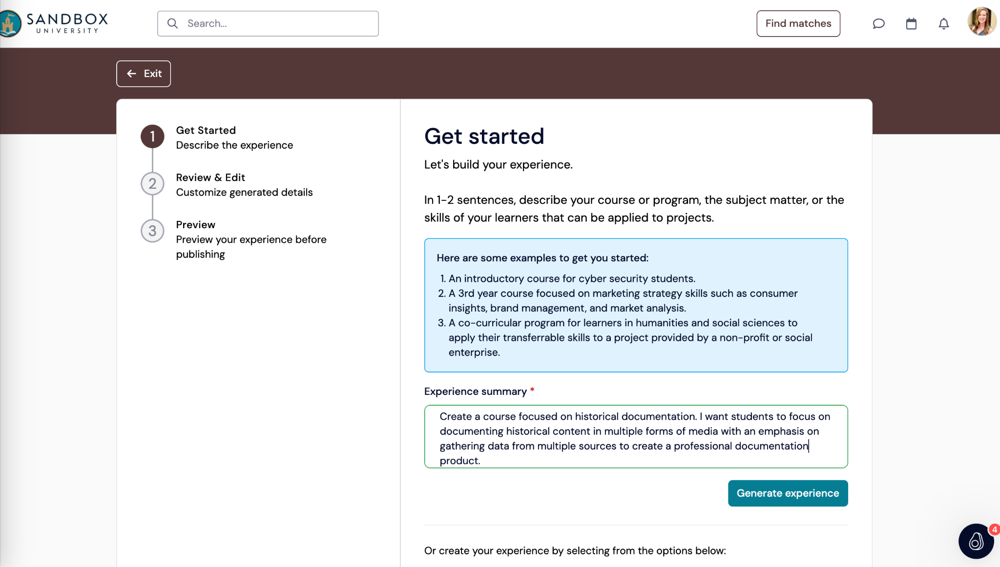 SANDBOX
UNIVERSITY
Search...
Find matches
Exit
1
Get Started
Describe the experience
2
Review & Edit
Customize generated details
3
Preview
Preview your experience before
publishing
Get started
Let's build your experience.
In 1-2 sentences, describe your course or program, the subject matter, or the
skills of your learners that can be applied to projects.
Here are some examples to get you started:
1. An introductory course for cyber security students.
2. A 3rd year course focused on marketing strategy skills such as consumer
insights, brand management, and market analysis.
3. A co-curricular program for learners in humanities and social sciences to
apply their transferrable skills to a project provided by a non-profit or social
enterprise.
Experience summary *
Create a course focused on historical documentation. I want students to focus on
documenting historical content in multiple forms of media with an emphasis on
gathering data from multiple sources to create a professional documentation
product.
Generate experience
Or create your experience by selecting from the options below:
4